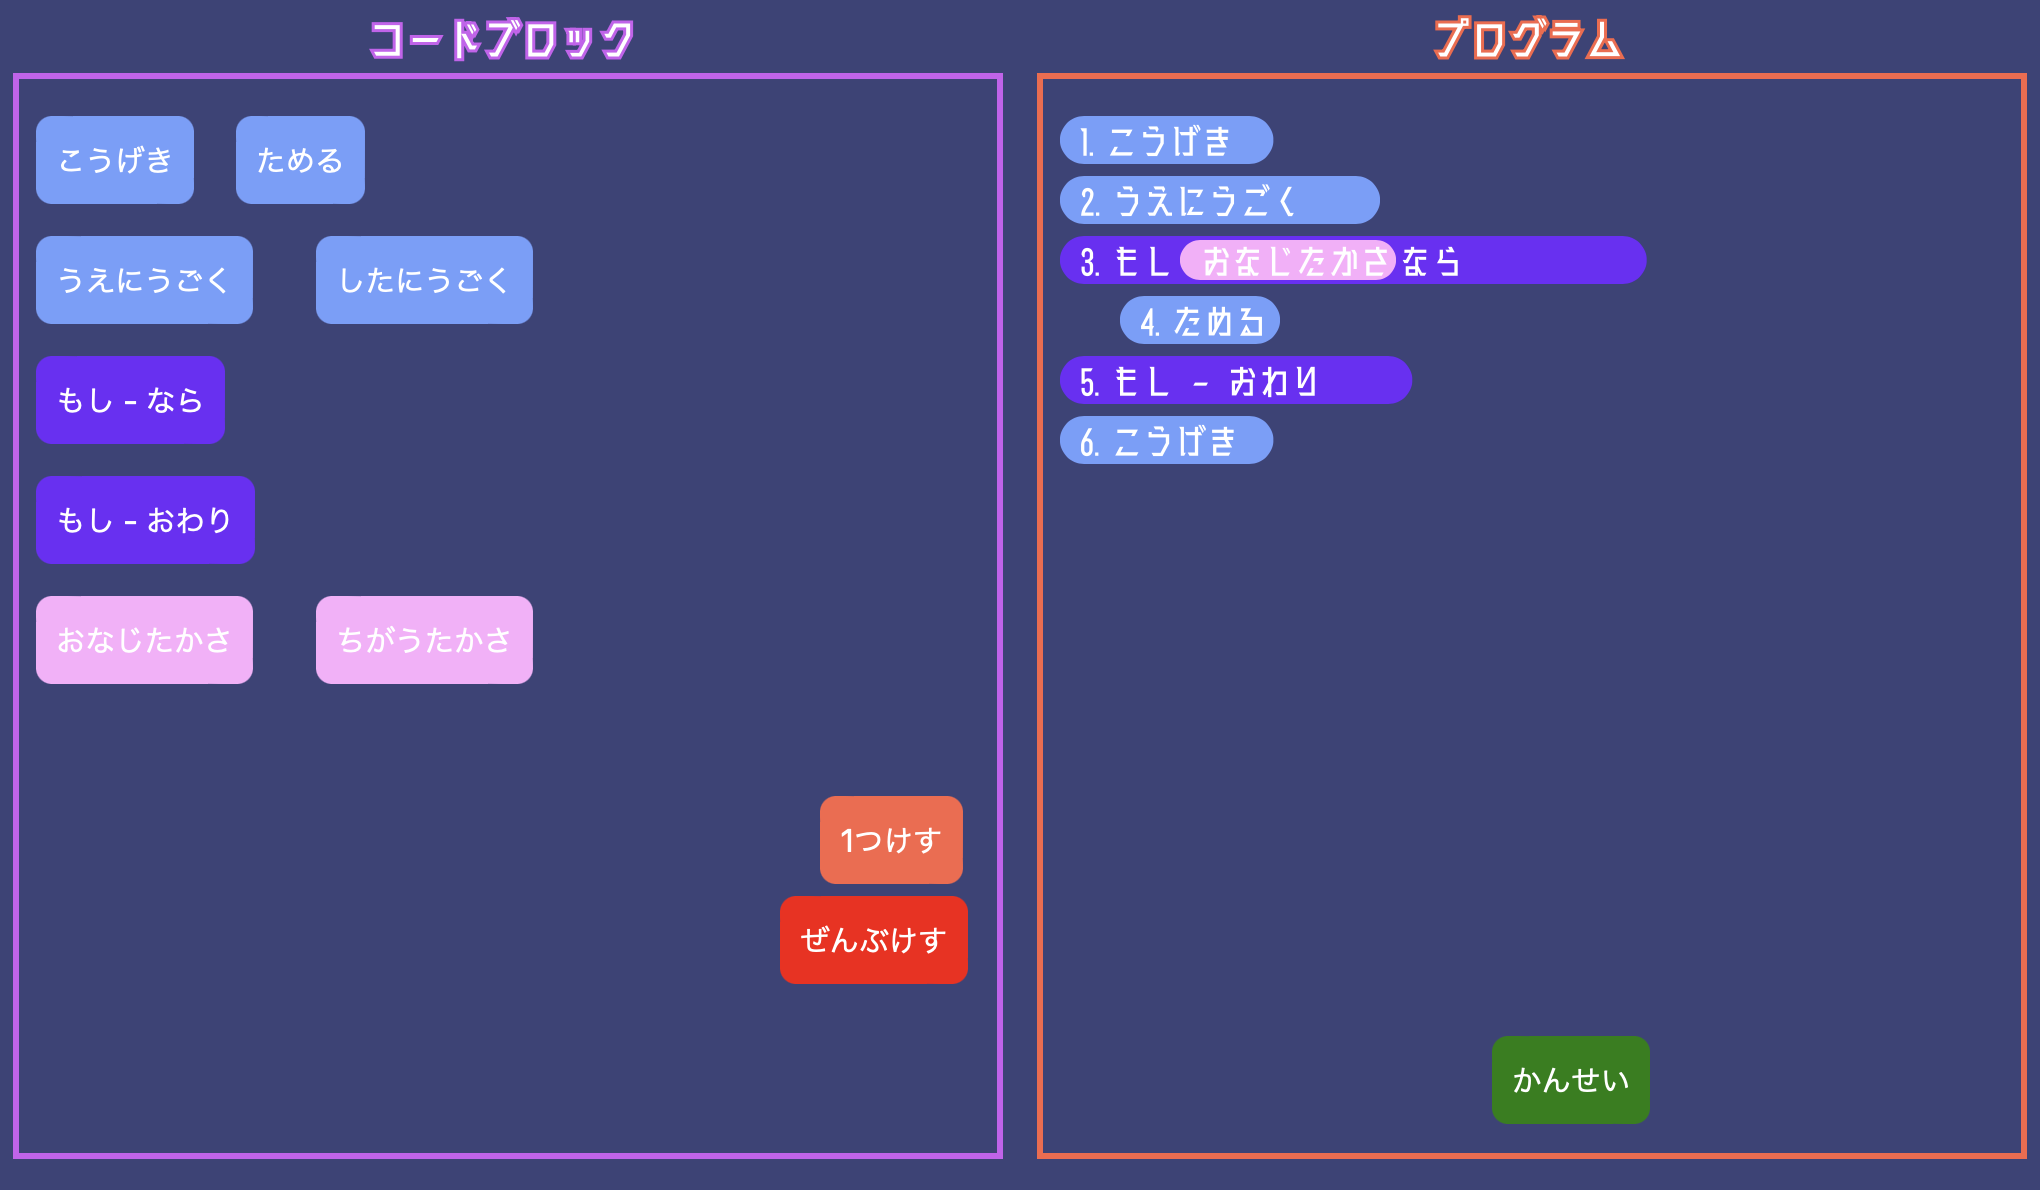 コードブロック
こうげき ためる
うえにうごく したにうごく
もし - なら
もし - おわり
おなじたかさ ちがうたかさ
1つけす
ぜんぶけす
プログラム
1. こうげき
2. うえにうごく
3. もし おなじたかさ なら
4. ためる
5. もし - おわり
6. こうげき
かんせい